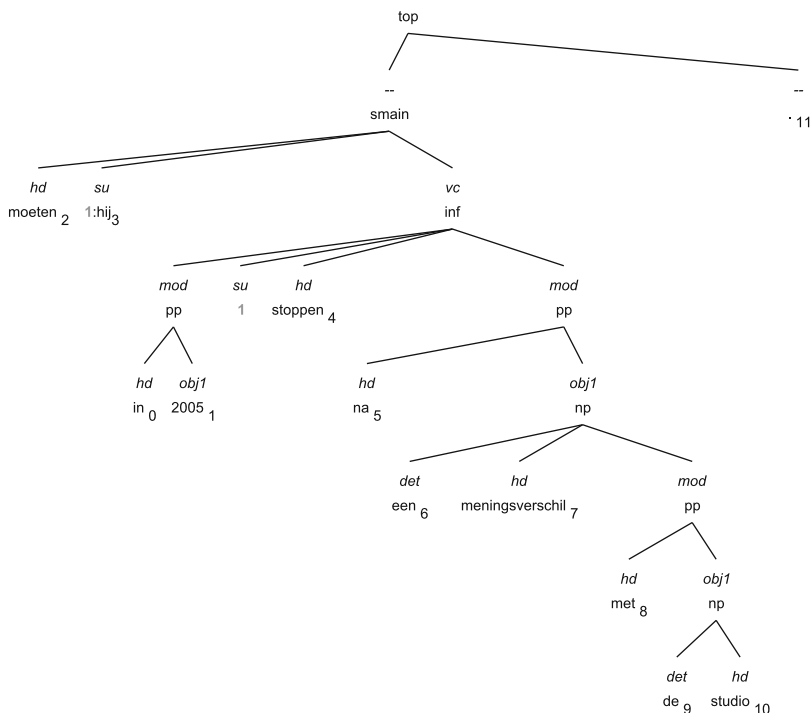 top
-- --
smain . 11
hd su vc
moeten 2 1:hij3 inf
mod su hd mod
pp 1 stoppen 4 pp
hd obj1 hd obj1
in 0 2005 1 na 5 np
det hd mod
een 6 meningsverschil 7 pp
hd obj1
met 8 np
det hd
de 9 studio 10